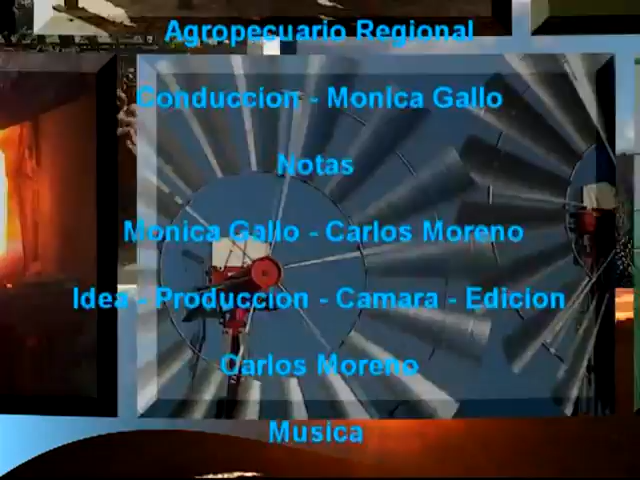 Agropecuario Regional
Conduccion - Monica Gallo
Notas
Monica Gallo - Carlos Moreno
Idea - Produccion - Camara - Edicion
Carlos Moreno
Musica